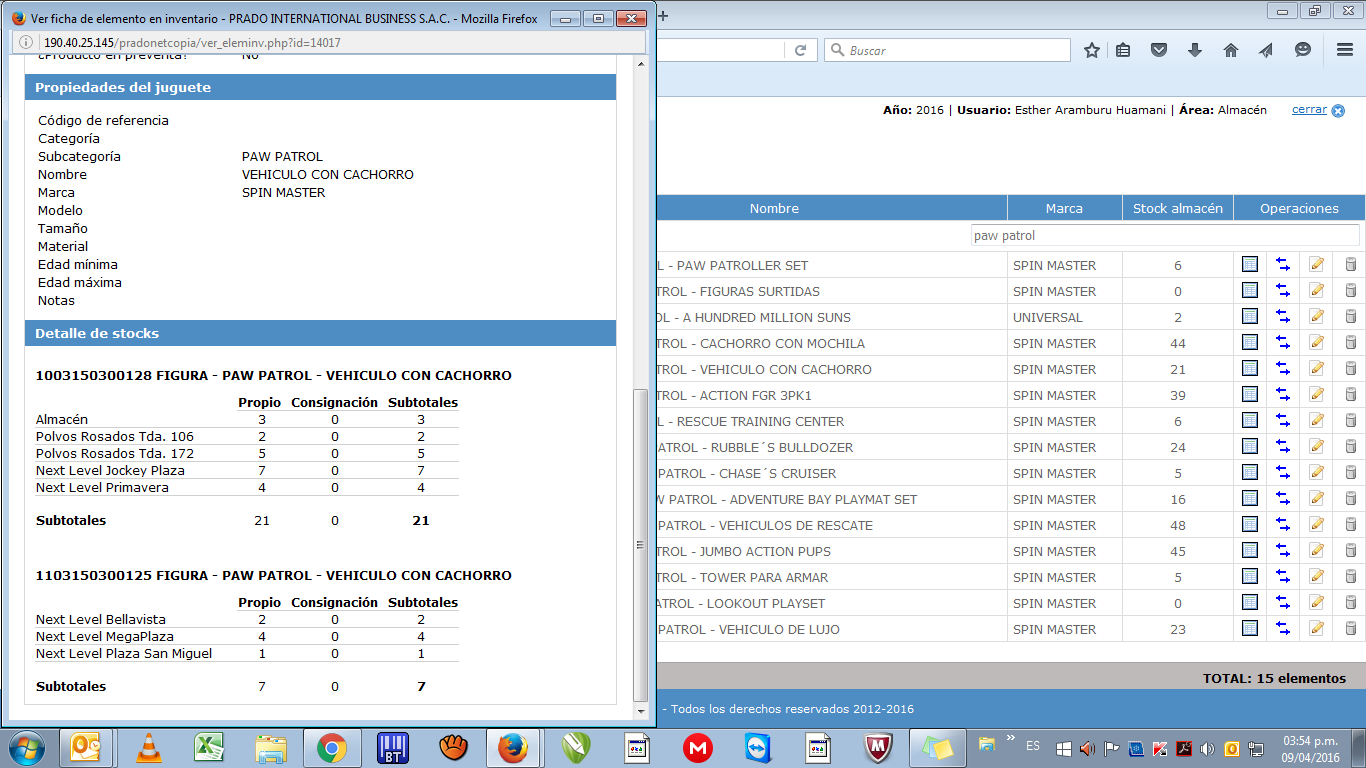 Ver ficha de elemento en inventario - PRADO INTERNATIONAL BUSINESS S.A.C. - Mozilla Firefox
190.40.25.145/pradonetcopia/ver_eleminv.php?id=14017
¿Producto en preventa? No
Propiedades del juguete
Código de referencia
Categoría
Subcategoría PAW PATROL
Nombre VEHICULO CON CACHORRO
Marca SPIN MASTER
Modelo
Tamaño
Material
Edad mínima
Edad máxima
Notas
Detalle de stocks
1003150300128 FIGURA - PAW PATROL - VEHICULO CON CACHORRO
Propio Consignación Subtotales
Almacén 3 0 3
Polvos Rosados Tda. 106 2 0 2
Polvos Rosados Tda. 172 5 0 5
Next Level Jockey Plaza 7 0 7
Next Level Primavera 4 0 4
Subtotales 21 0 21
1103150300125 FIGURA - PAW PATROL - VEHICULO CON CACHORRO
Propio Consignación Subtotales
Next Level Bellavista 2 0 2
Next Level MegaPlaza 4 0 4
Next Level Plaza San Miguel 1 0 1
Subtotales 7 0 7
Buscar
Año: 2016 | Usuario: Esther Aramburu Huamani | Área: Almacén cerrar
Nombre Marca Stock almacén Operaciones
paw patrol
L - PAW PATROLLER SET SPIN MASTER 6
TROL - FIGURAS SURTIDAS SPIN MASTER 0
OL - A HUNDRED MILLION SUNS UNIVERSAL 2
TROL - CACHORRO CON MOCHILA SPIN MASTER 44
TROL - VEHICULO CON CACHORRO SPIN MASTER 21
TROL - ACTION FGR 3PK1 SPIN MASTER 39
L - RESCUE TRAINING CENTER SPIN MASTER 6
PATROL - RUBBLE´S BULLDOZER SPIN MASTER 24
PATROL - CHASE´S CRUISER SPIN MASTER 5
W PATROL - ADVENTURE BAY PLAYMAT SET SPIN MASTER 16
PATROL - VEHICULOS DE RESCATE SPIN MASTER 48
TROL - JUMBO ACTION PUPS SPIN MASTER 45
TROL - TOWER PARA ARMAR SPIN MASTER 5
ATROL - LOOKOUT PLAYSET SPIN MASTER 0
PATROL - VEHICULO DE LUJO SPIN MASTER 23
TOTAL: 15 elementos
- Todos los derechos reservados 2012-2016
BT
ES
03:54 p.m.
09/04/2016